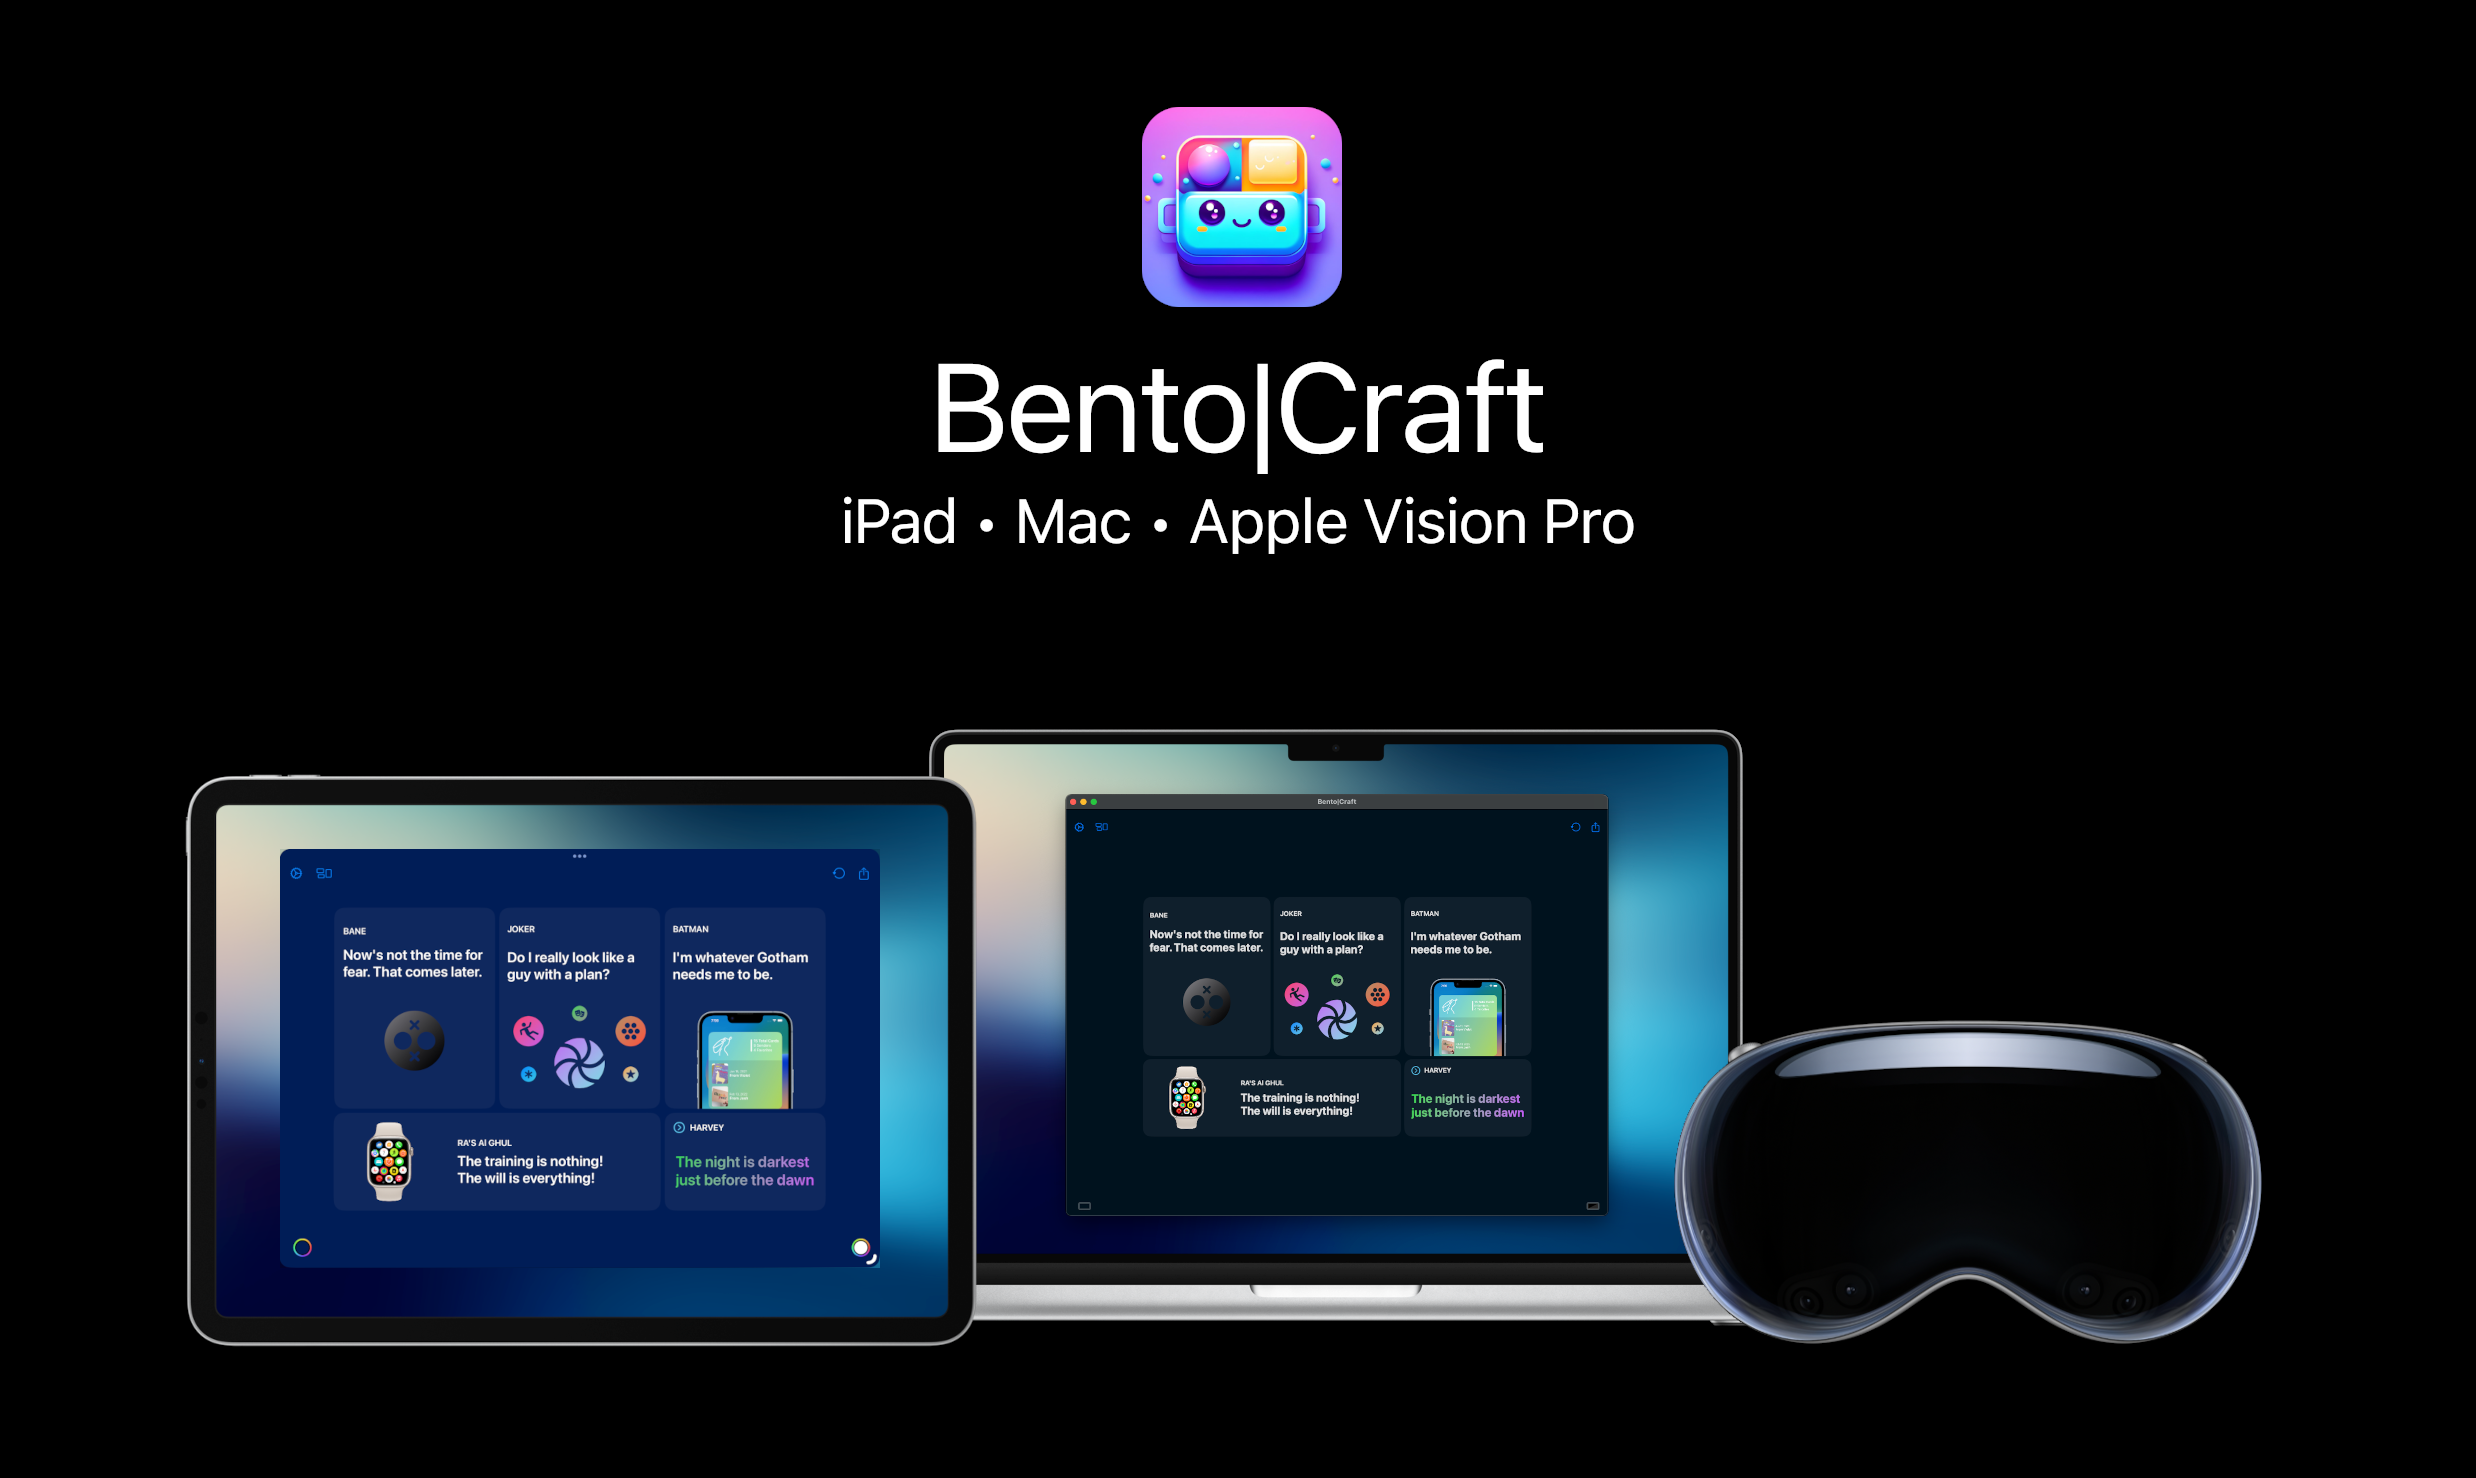 Bento|Craft
iPad • Mac • Apple Vision Pro
BANE
Now's not the time for
fear. That comes later.
JOKER
Do I really look like a
guy with a plan?
BATMAN
I'm whatever Gotham
needs me to be.
RA'S Al GHUL
The training is nothing!
The will is everything!
HARVEY
The night is darkest
just before the dawn
Bento|Craft
BANE
Now's not the time for
fear. That comes later.
JOKER
Do I really look like a
guy with a plan?
BATMAN
I'm whatever Gotham
needs me to be.
RA'S Al GHUL
The training is nothing!
The will is everything!
HARVEY
The night is darkest
just before the dawn